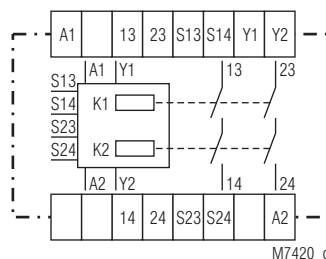 A1 13 23 S13 S14 Y1 Y2
A1 Y1 13 23
S13
S14 K1
S23
S24 K2
A2 Y2 14 24
14 24 S23 S24 A2
M7420_c